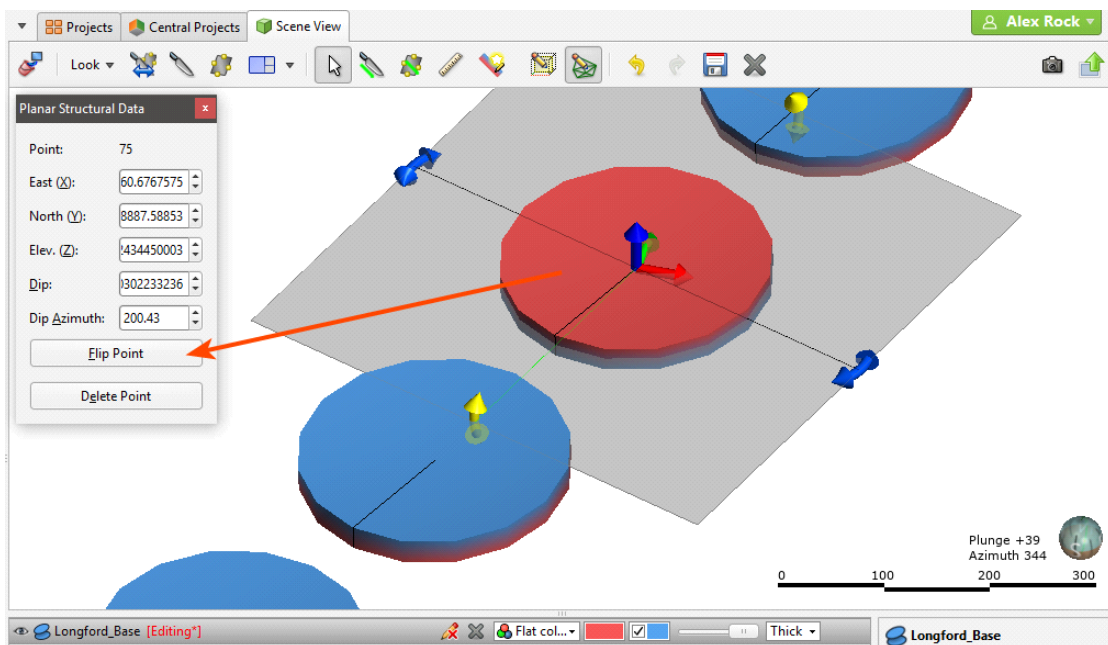 Projects
Central Projects
Scene View
Alex Rock
Look
Planar Structural Data
x
Point: 75
East (X): 60.6767575
North (Y): 8887.58853
Elev. (Z): !434450003
Dip: 302233236
Dip Azimuth: 200.43
Flip Point
Delete Point
Plunge +39
Azimuth 344
0 100 200 300
Longford_Base [Editing*]
Flat col...
Thick
Longford_Base